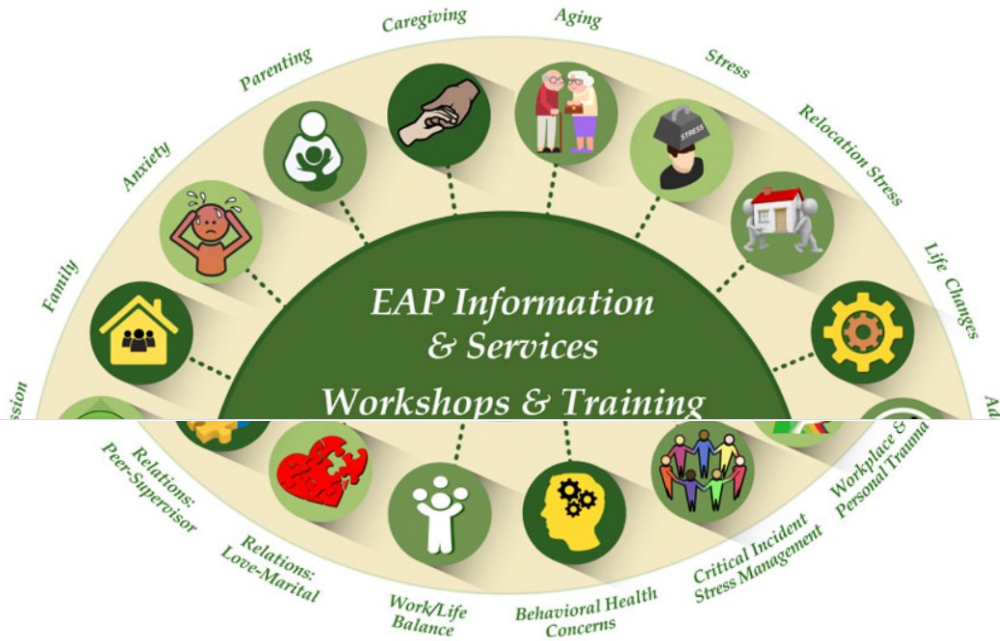 Caregiving
Aging
Parenting
Stress
Anxiety
Relocation Stress
Family
Life Changes
STRESS
EAP Information
& Services
Workshops & Training
Relations:
Peer-Supervisor
Relations:
Love-Marital
Work/Life
Balance
Behavioral Health
Concerns
Critical Incident
Stress Management
Workplace &
Personal Trauma